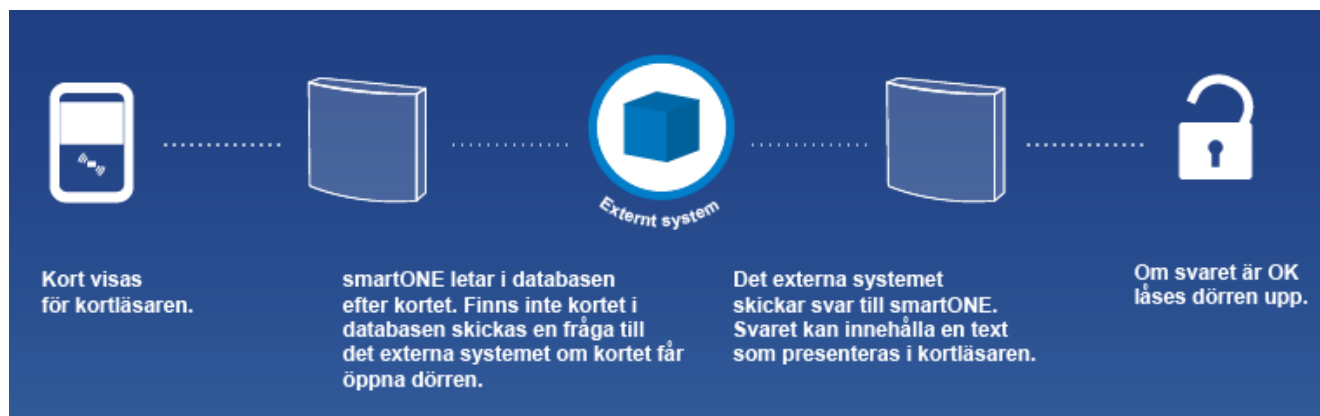 Externt system
Kort visas
för kortläsaren.
smartONE letar i databasen
efter kortet. Finns inte kortet i
databasen skickas en fråga till
det externa systemet om kortet får
öppna dörren.
Det externa systemet
skickar svar till smartONE.
Svaret kan innehålla en text
som presenteras i kortläsaren.
Om svaret är OK
låses dörren upp.